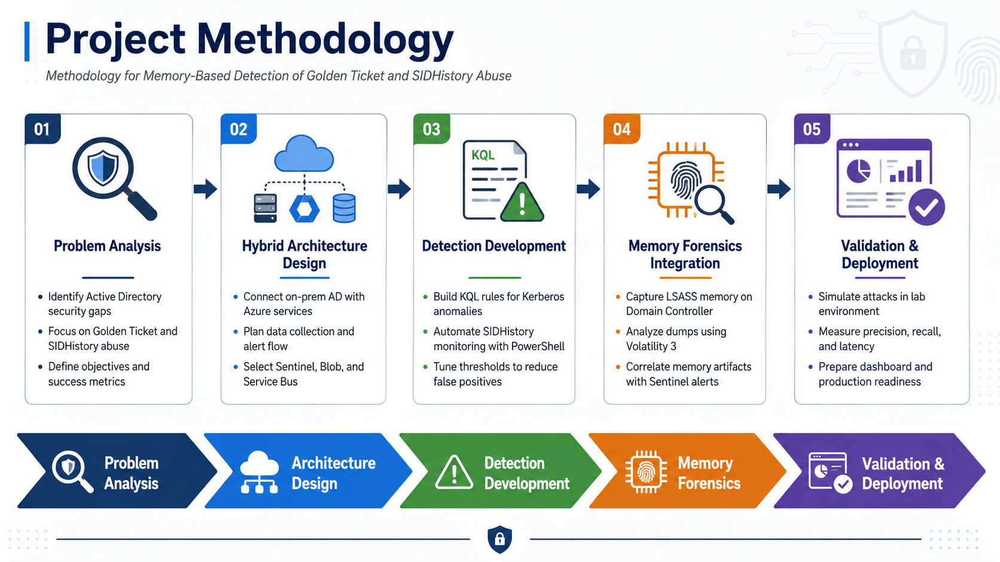 Project Methodology
Methodology for Memory-Based Detection of Golden Ticket and SIDHistory Abuse
01
Problem Analysis
• Identify Active Directory
security gaps
• Focus on Golden Ticket and
SIDHistory abuse
• Define objectives and
success metrics
02
Hybrid Architecture
Design
• Connect on-prem AD with
Azure services
• Plan data collection and
alert flow
• Select Sentinel, Blob, and
Service Bus
03
KQL
Detection Development
• Build KQL rules for Kerberos
anomalies
• Automate SIDHistory
monitoring with PowerShell
• Tune thresholds to reduce
false positives
04
Memory Forensics
Integration
• Capture LSASS memory on
Domain Controller
• Analyze dumps using
Volatility 3
• Correlate memory artifacts
with Sentinel alerts
05
Validation &
Deployment
• Simulate attacks in lab
environment
• Measure precision, recall,
and latency
• Prepare dashboard and
production readiness
Problem
Analysis
Architecture
Design
Detection
Development
Memory
Forensics
Validation &
Deployment